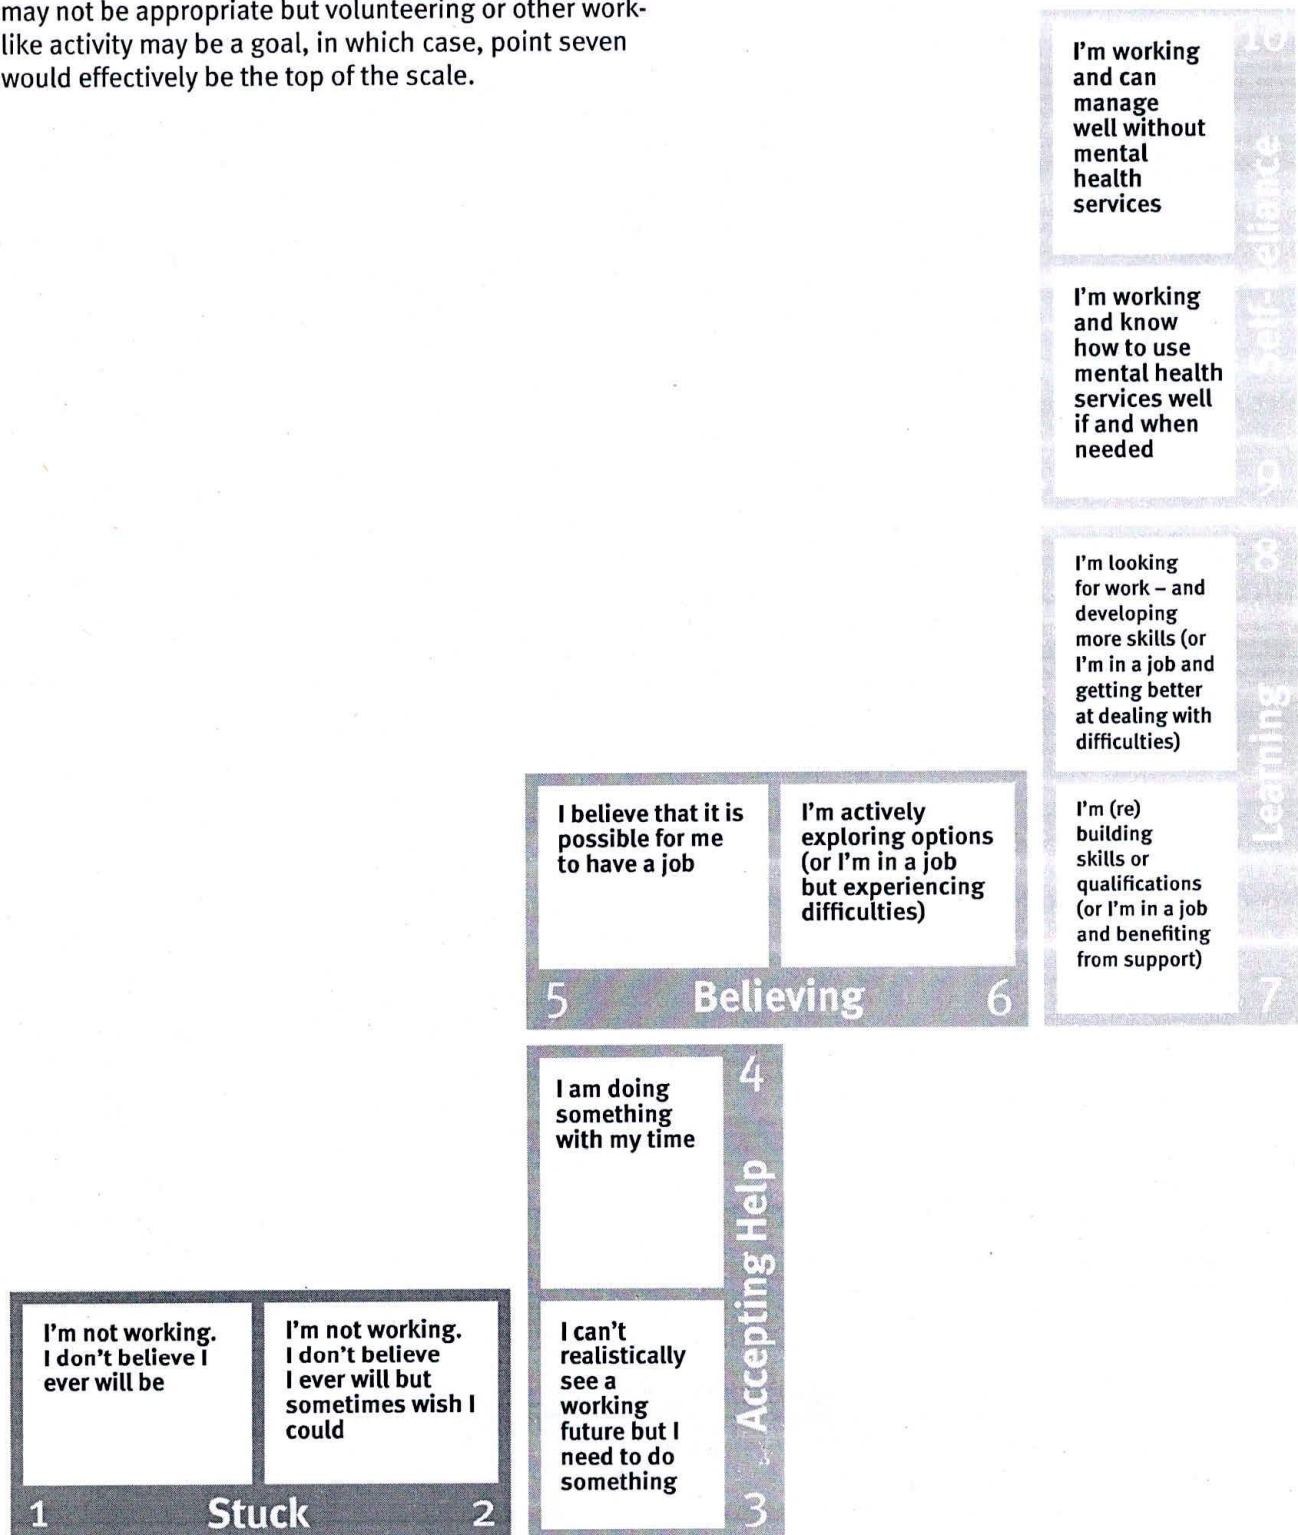 may not be appropriate but volunteering or other work-
like activity may be a goal, in which case, point seven
would effectively be the top of the scale.
10
I'm working
and can
manage
well without
mental
health
services
Self-reliance
I'm working
and know
how to use
mental health
services well
if and when
needed
9
8
I'm looking
for work – and
developing
more skills (or
I'm in a job and
getting better
at dealing with
difficulties)
Learning
I'm (re)
building
skills or
qualifications
(or I'm in a job
and benefiting
from support)
7
I believe that it is
possible for me
to have a job
I'm actively
exploring options
(or I'm in a job
but experiencing
difficulties)
5 Believing 6
4
I am doing
something
with my time
Accepting Help
I can't
realistically
see a
working
future but I
need to do
something
3
I'm not working.
I don't believe I
ever will be
I'm not working.
I don't believe
I ever will but
sometimes wish I
could
1 Stuck 2